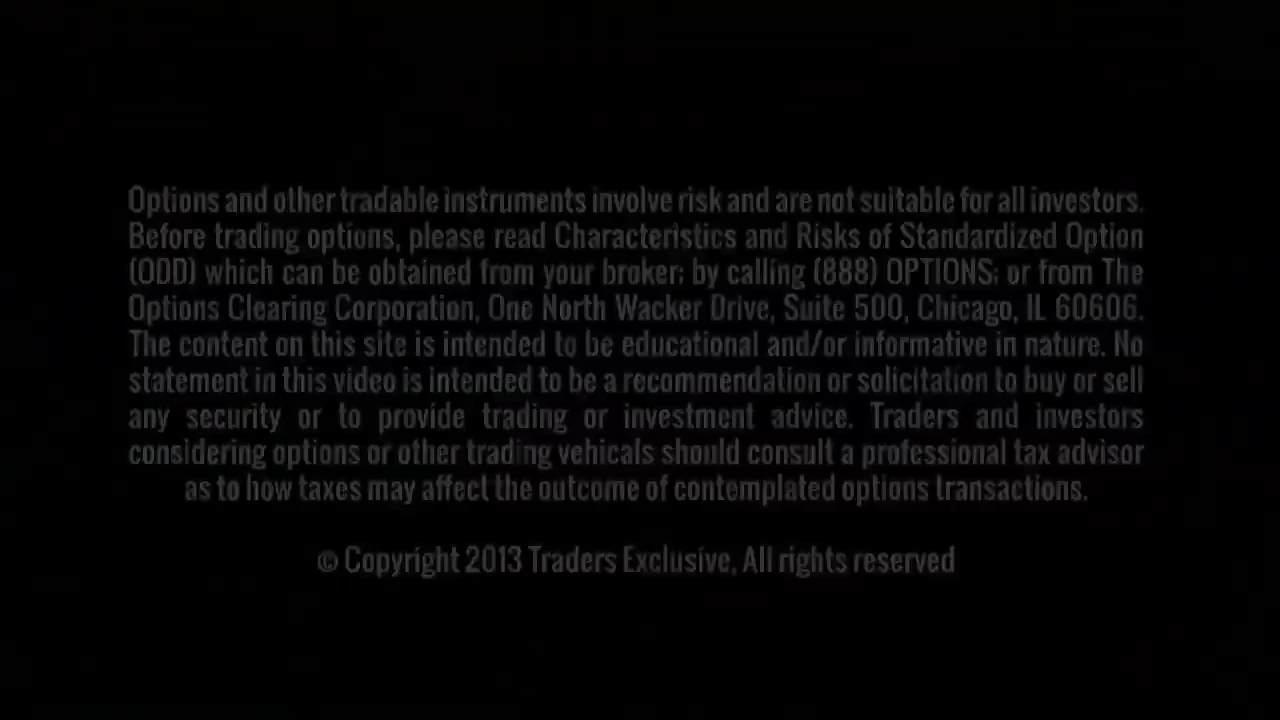 Options and other tradable instruments involve risk and are not suitable for all investors.
Before trading options, please read Characteristics and Risks of Standardized Option
(ODD) which can be obtained from your broker; by calling (888) OPTIONS; or from The
Options Clearing Corporation, One North Wacker Drive, Suite 500, Chicago, IL 60606.
The content on this site is intended to be educational and/or informative in nature. No
statement in this video is intended to be a recommendation or solicitation to buy or sell
any security or to provide trading or investment advice. Traders and investors
considering options or other trading vehicals should consult a professional tax advisor
as to how taxes may affect the outcome of contemplated options transactions.
© Copyright 2013 Traders Exclusive, All rights reserved